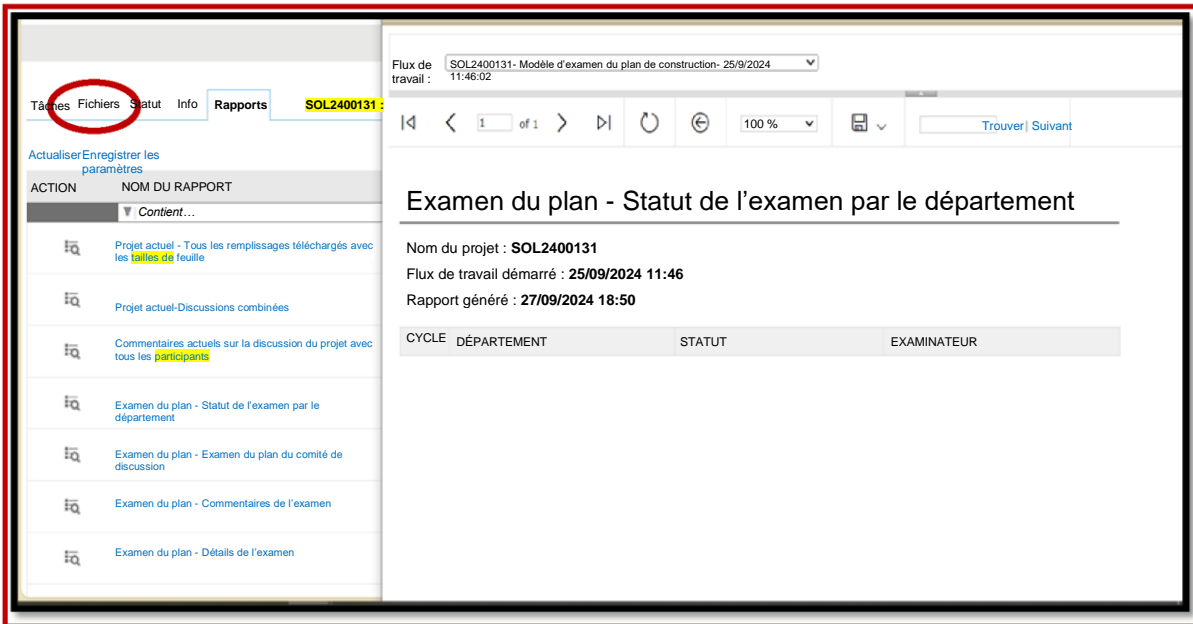 Tâches Fichiers Statut Info Rapports SOL2400131 :
Actualiser Enregistrer les
paramètres
ACTION NOM DU RAPPORT
Contient…
Projet actuel - Tous les remplissages téléchargés avec
les tailles de feuille
Projet actuel-Discussions combinées
Commentaires actuels sur la discussion du projet avec
tous les participants
Examen du plan - Statut de l’examen par le
département
Examen du plan - Examen du plan du comité de
discussion
Examen du plan - Commentaires de l’examen
Examen du plan - Détails de l’examen
Flux de
travail :
SOL2400131- Modèle d’examen du plan de construction- 25/9/2024
11:46:02
1 of 1 100 % Trouver | Suivant
Examen du plan - Statut de l’examen par le département
Nom du projet : SOL2400131
Flux de travail démarré : 25/09/2024 11:46
Rapport généré : 27/09/2024 18:50
CYCLE DÉPARTEMENT STATUT EXAMINATEUR